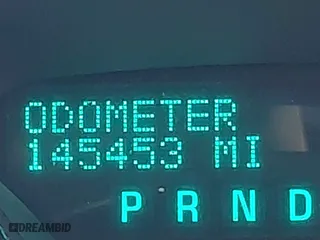 ODOMETER
145453 MI
P R N D
DREAMBID